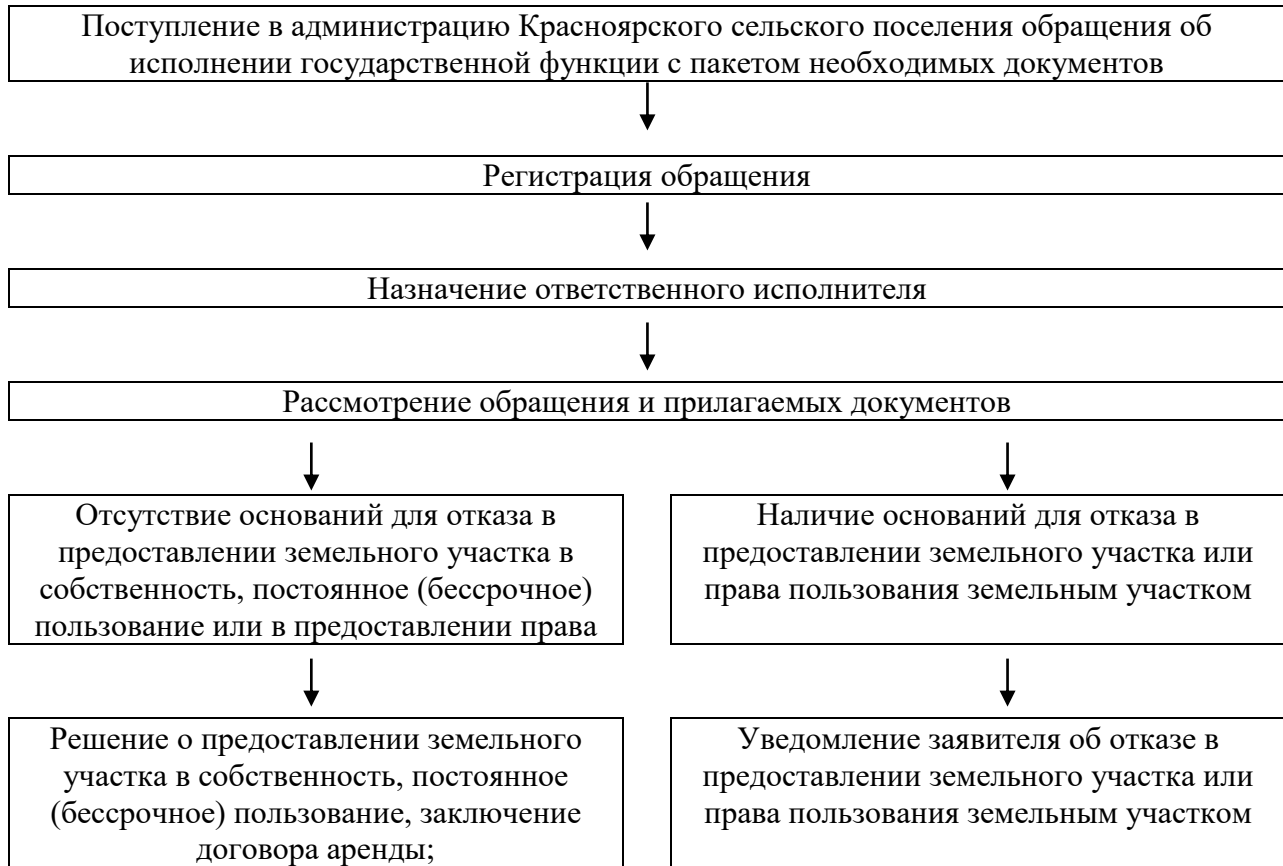 Поступление в администрацию Красноярского сельского поселения обращения об
исполнении государственной функции с пакетом необходимых документов
Регистрация обращения
Назначение ответственного исполнителя
Рассмотрение обращения и прилагаемых документов
Отсутствие оснований для отказа в
предоставлении земельного участка в
собственность, постоянное (бессрочное)
пользование или в предоставлении права
Наличие оснований для отказа в
предоставлении земельного участка или
права пользования земельным участком
Решение о предоставлении земельного
участка в собственность, постоянное
(бессрочное) пользование, заключение
договора аренды;
Уведомление заявителя об отказе в
предоставлении земельного участка или
права пользования земельным участком